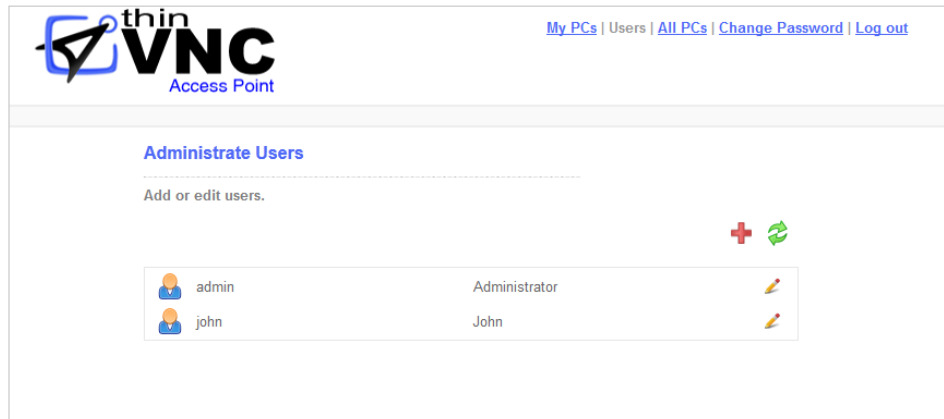 thin
VNC
Access Point
My PCs | Users | All PCs | Change Password | Log out
Administrate Users
Add or edit users.
admin Administrator
john John